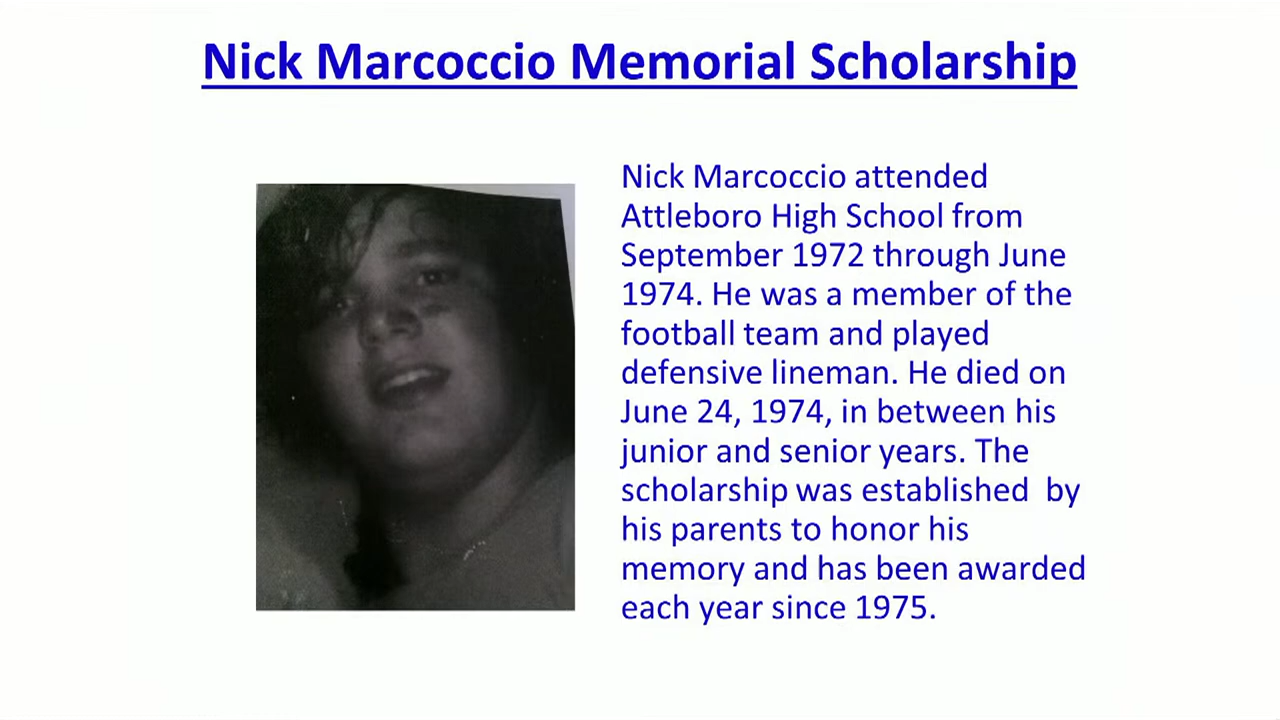 Nick Marcoccio Memorial Scholarship
Nick Marcoccio attended
Attleboro High School from
September 1972 through June
1974. He was a member of the
football team and played
defensive lineman. He died on
June 24, 1974, in between his
junior and senior years. The
scholarship was established  by
his parents to honor his
memory and has been awarded
each year since 1975.